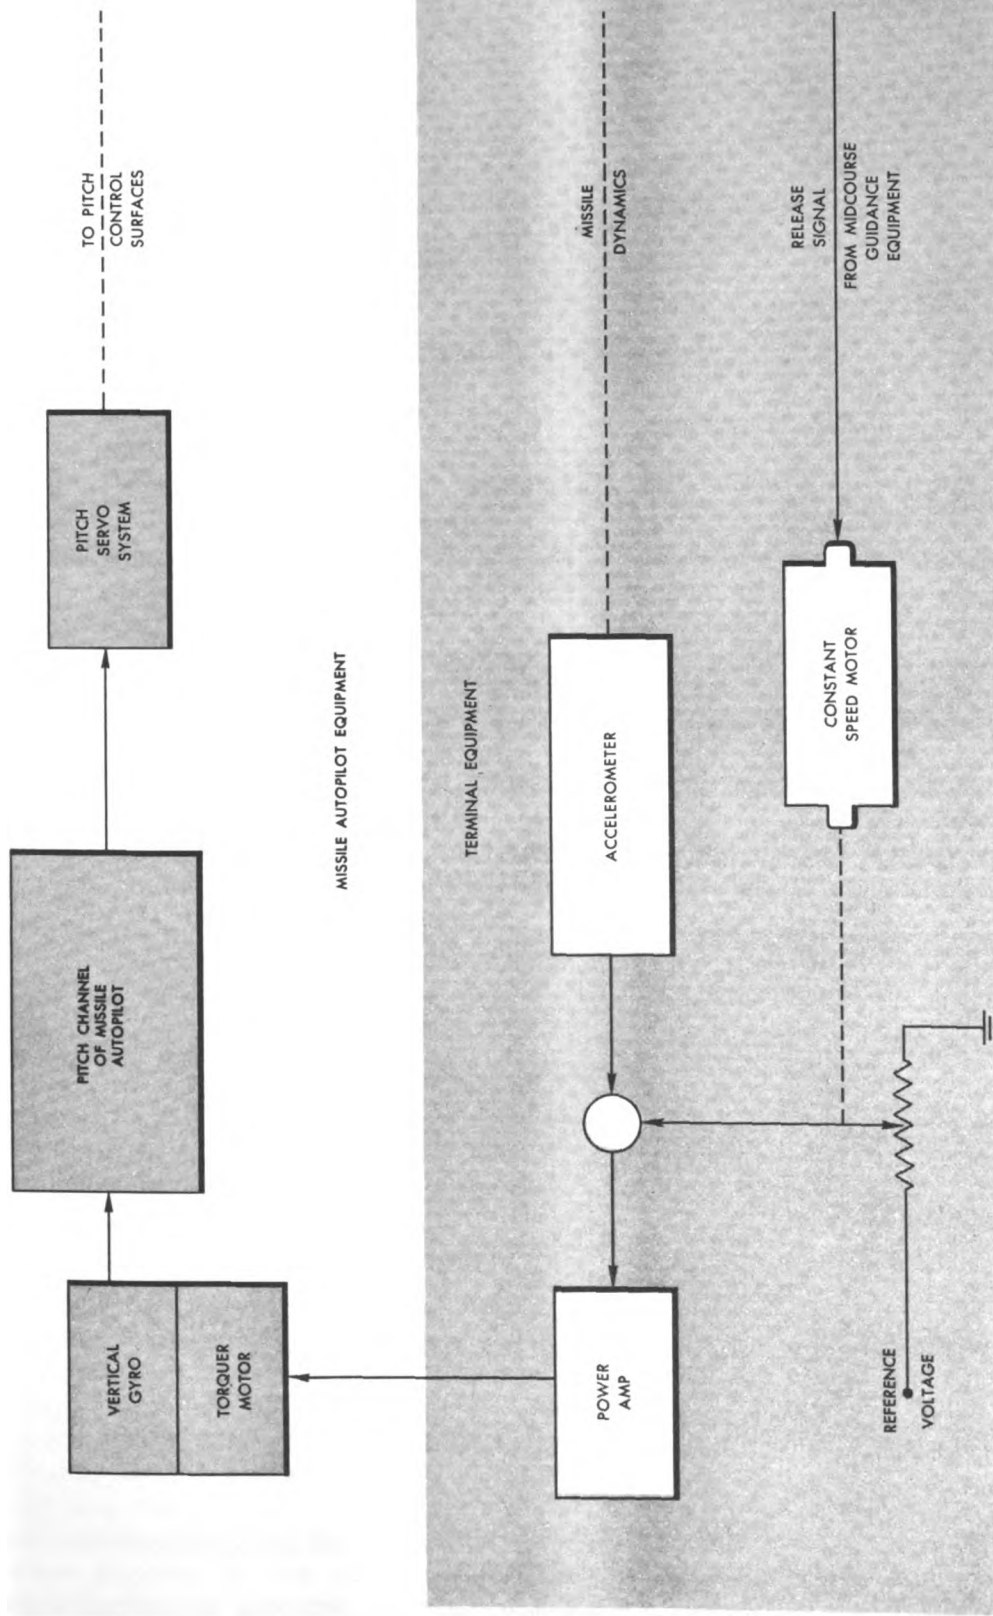 TO PITCH
CONTROL
SURFACES
PITCH
SERVO
SYSTEM
PITCH CHANNEL
OF MISSILE
AUTOPILOT
VERTICAL
GYRO
TORQUER
MOTOR
MISSILE AUTOPILOT EQUIPMENT
TERMINAL EQUIPMENT
MISSILE
DYNAMICS
ACCELEROMETER
POWER
AMP
RELEASE
SIGNAL
FROM MIDCOURSE
GUIDANCE
EQUIPMENT
CONSTANT
SPEED MOTOR
REFERENCE
VOLTAGE